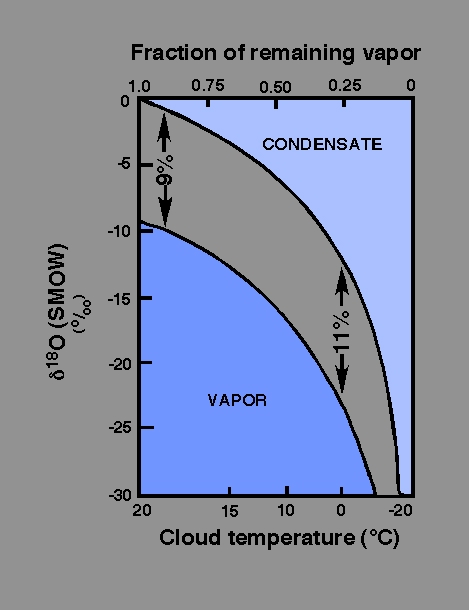 Fraction of remaining vapor
1.0 0.75 0.50 0.25 0
0
-5
-10
-15
-20
-25
-30
δ18O (SMOW)
(o/oo)
CONDENSATE
9%
11%
VAPOR
20 15 10 0 -20
Cloud temperature (°C)